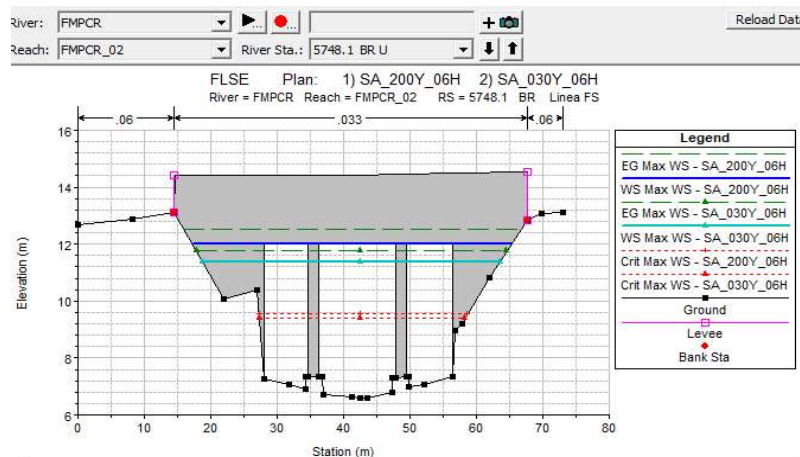 River: FMPCR Reload Data
Reach: FMPCR_02 River Sta.: 5748.1 BR U
FLSE Plan: 1) SA_200Y_06H 2) SA_030Y_06H
River = FMPCR Reach = FMPCR_02 RS = 5748.1 BR Linea FS
.06 .033 .06
16
14
12
10
8
6
0 10 20 30 40 50 60 70 80
Elevation (m)
Station (m)
Legend
EG Max WS - SA_200Y_06H
WS Max WS - SA_200Y_06H
EG Max WS - SA_030Y_06H
WS Max WS - SA_030Y_06H
Crit Max WS - SA_200Y_06H
Crit Max WS - SA_030Y_06H
Ground
Levee
Bank Sta